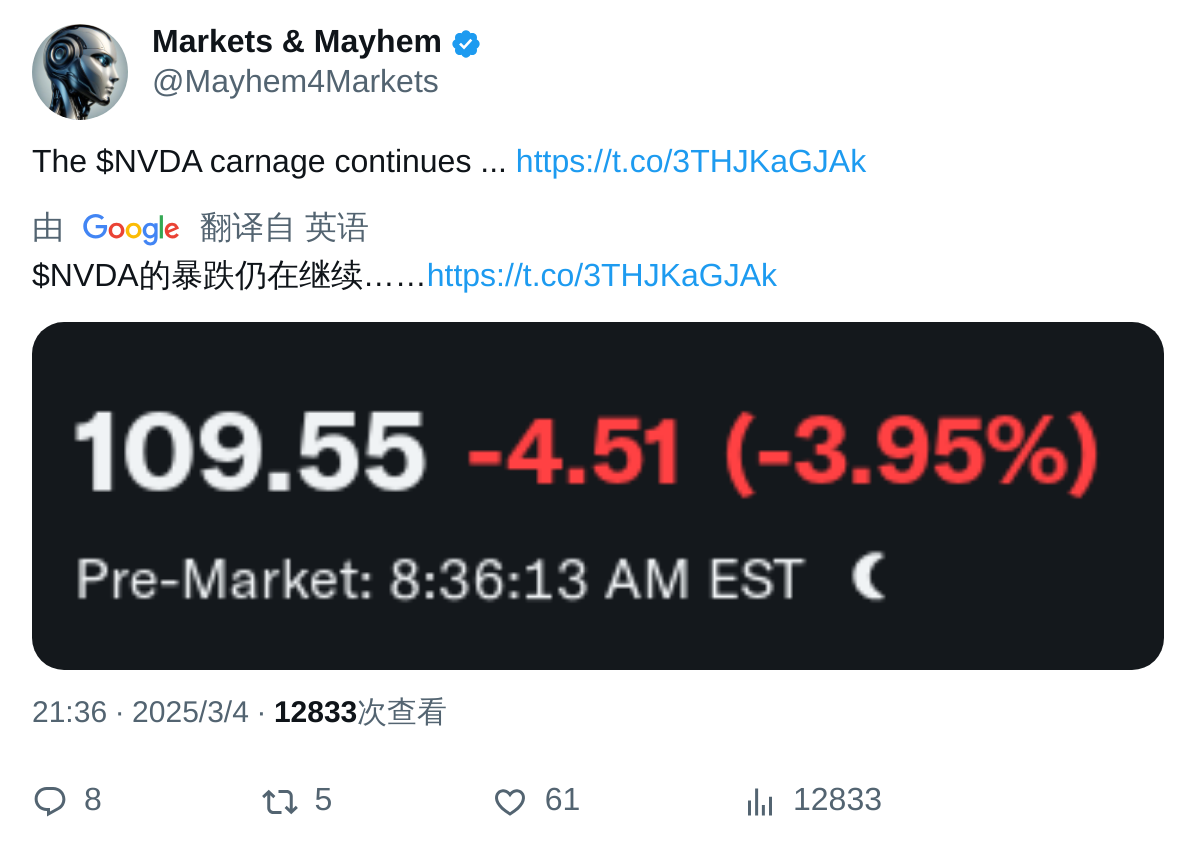 Markets & Mayhem
@Mayhem4Markets
The $NVDA carnage continues ... https://t.co/3THJKaGJAk
由 Google 翻译自 英语
$NVDA的暴跌仍在继续……https://t.co/3THJKaGJAk
109.55 -4.51 (-3.95%)
Pre-Market: 8:36:13 AM EST
21:36 · 2025/3/4 · 12833次查看
8 5 61 12833